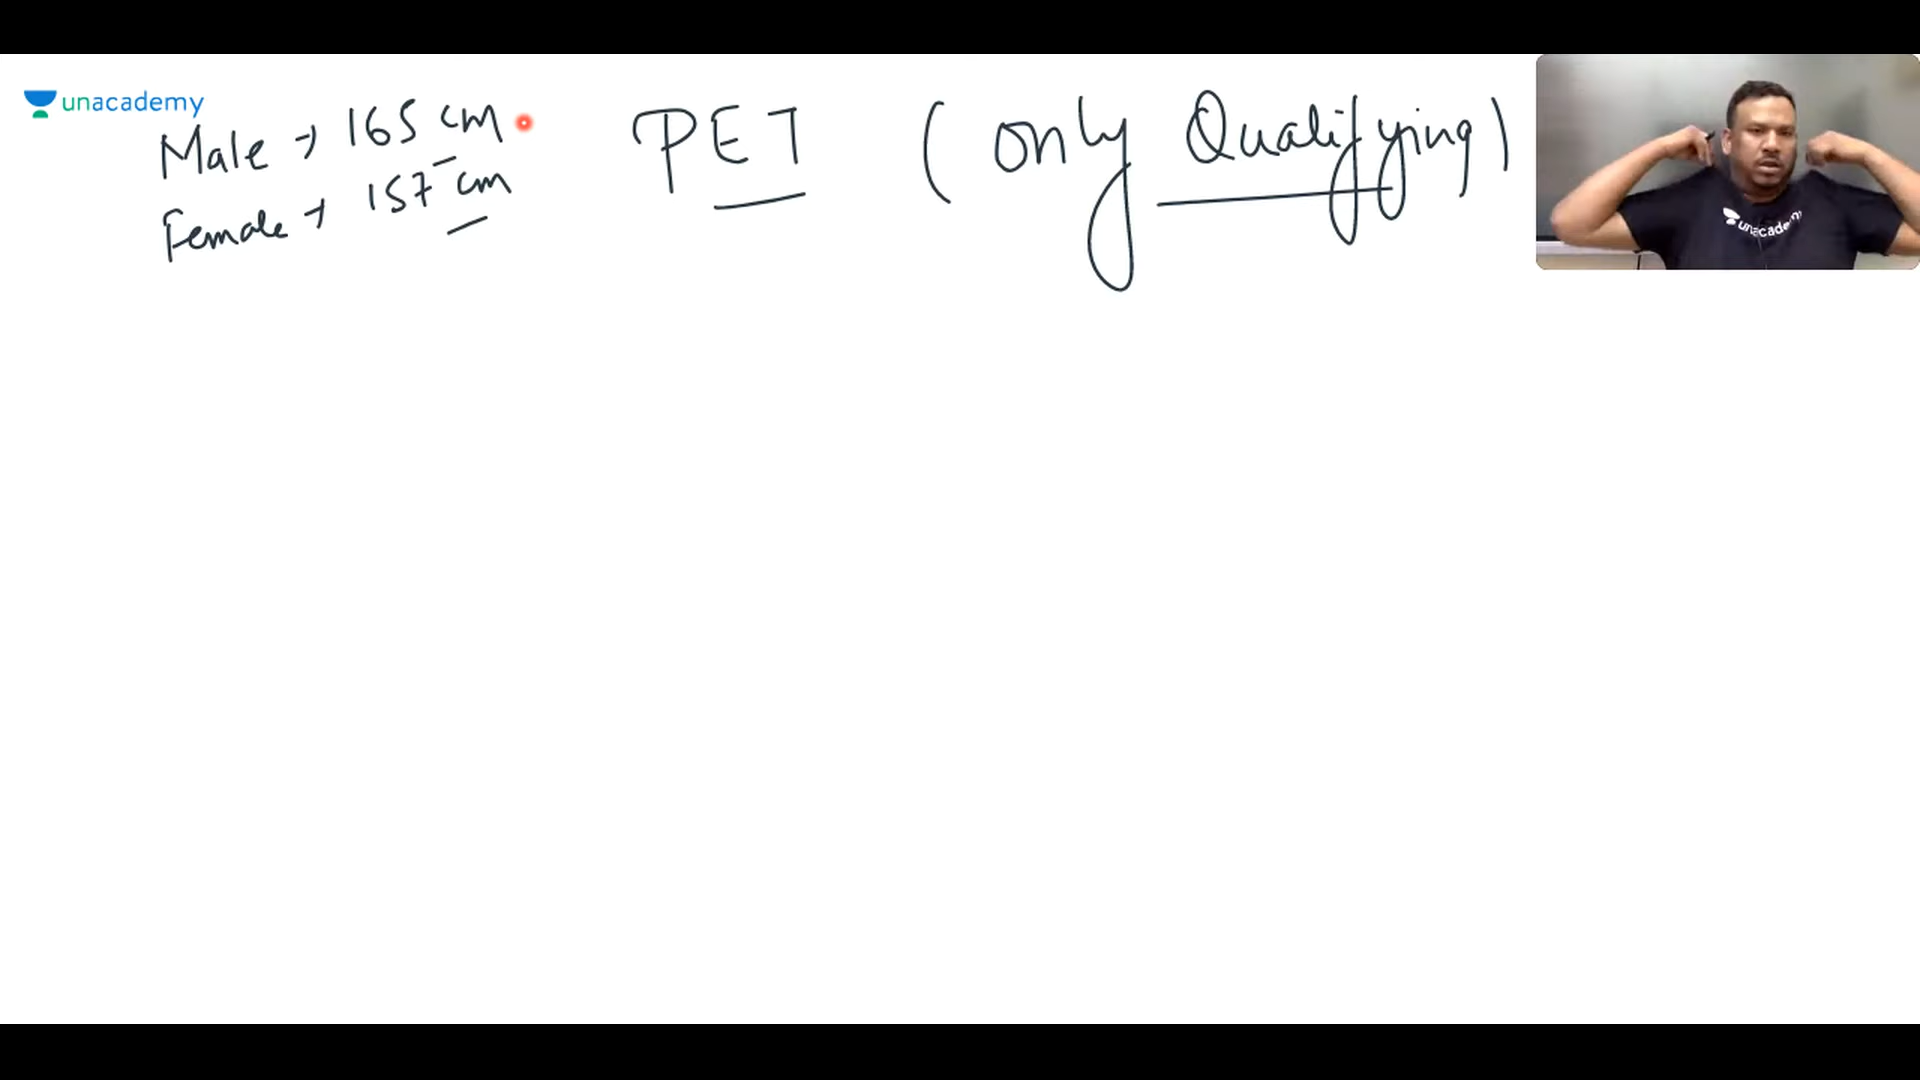 unacademy
Male → 165 cm
Female → 157 cm
PET (only Qualifying)
unacademy